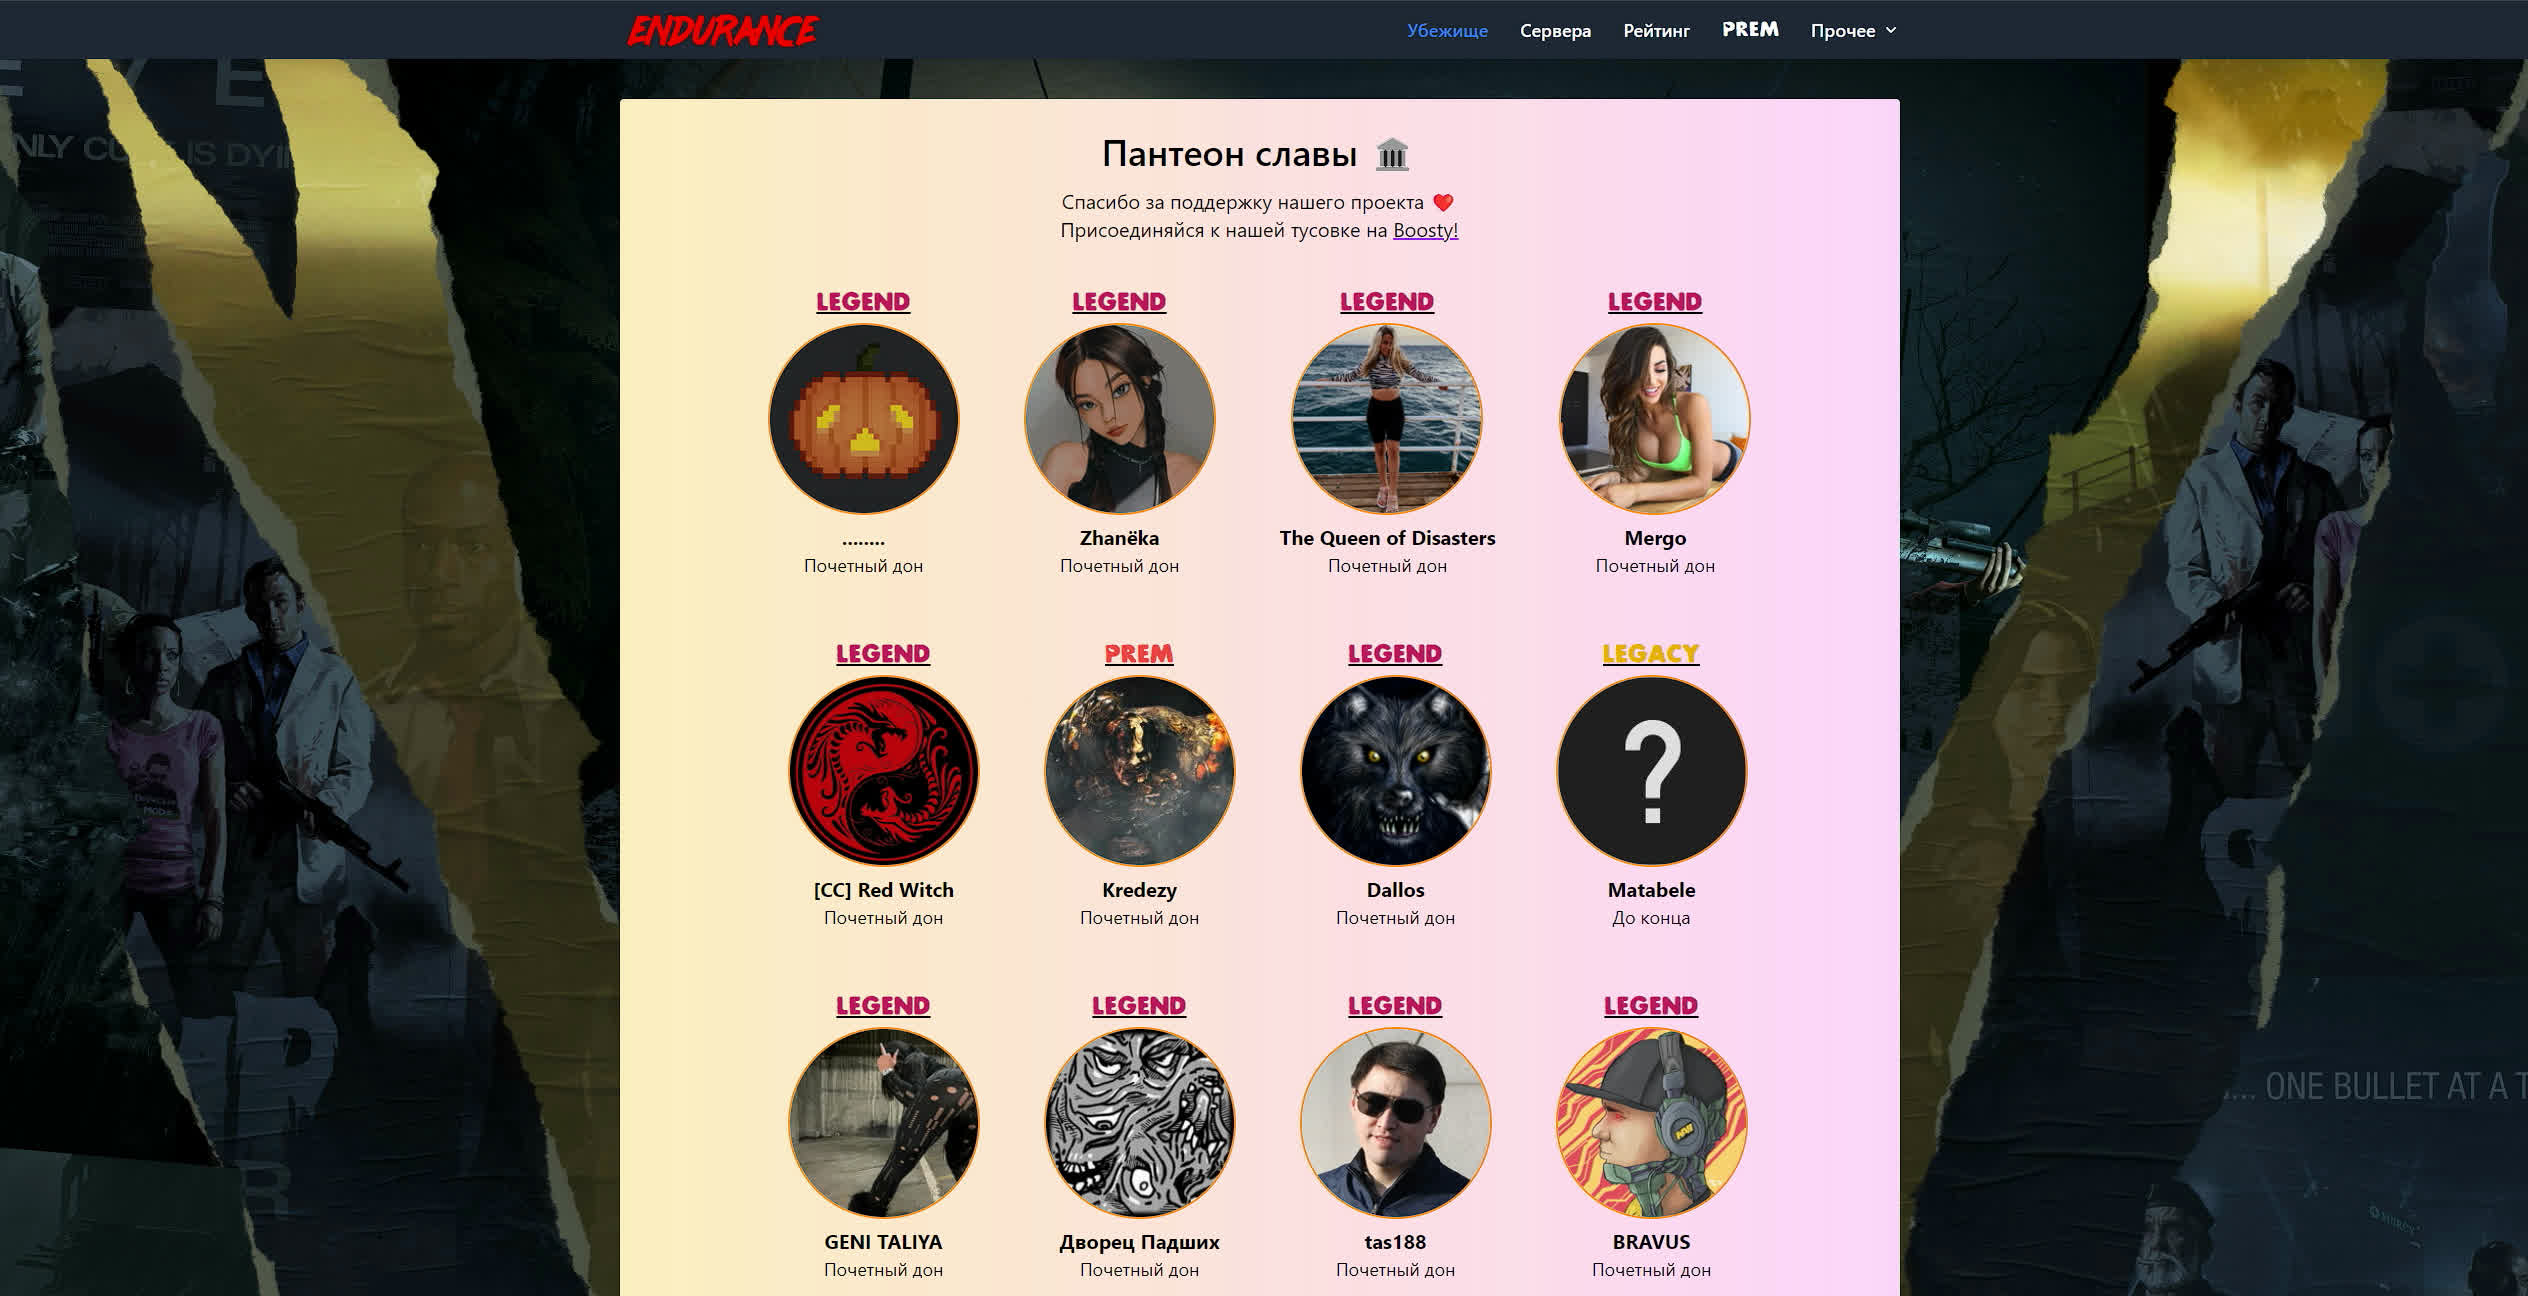 ENDURANCE
Убежище Сервера Рейтинг PREM Прочее
Пантеон славы
Спасибо за поддержку нашего проекта
Присоединяйся к нашей тусовке на Boosty!
LEGEND LEGEND LEGEND LEGEND
........ Zhanëka The Queen of Disasters Mergo
Почетный дон Почетный дон Почетный дон Почетный дон
LEGEND PREM LEGEND LEGACY
?
[CC] Red Witch Kredezy Dallos Matabele
Почетный дон Почетный дон Почетный дон До конца
LEGEND LEGEND LEGEND LEGEND
GENI TALIYA Дворец Падших tas188 BRAVUS
Почетный дон Почетный дон Почетный дон Почетный дон
IS DYI
.... ONE BULLET AT A T